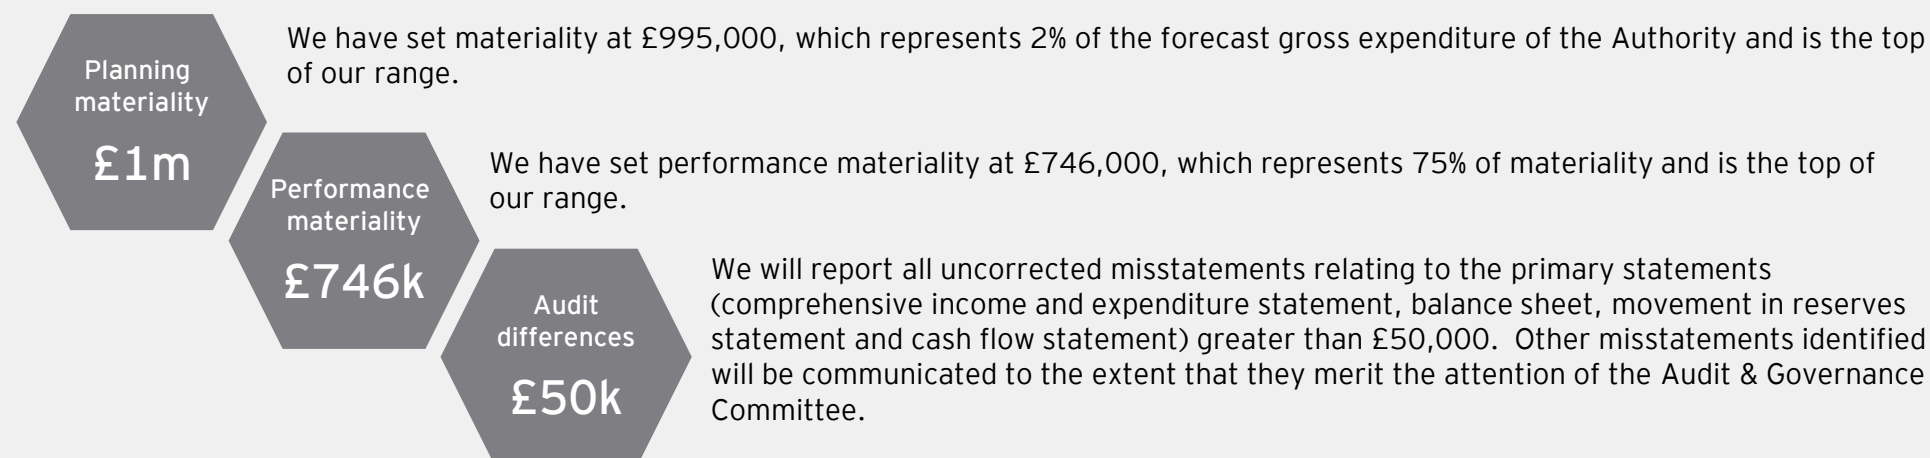 Planning
materiality
£1m
We have set materiality at £995,000, which represents 2% of the forecast gross expenditure of the Authority and is the top
of our range.
Performance
materiality
£746k
We have set performance materiality at £746,000, which represents 75% of materiality and is the top of
our range.
Audit
differences
£50k
We will report all uncorrected misstatements relating to the primary statements
(comprehensive income and expenditure statement, balance sheet, movement in reserves
statement and cash flow statement) greater than £50,000.  Other misstatements identified
will be communicated to the extent that they merit the attention of the Audit & Governance
Committee.